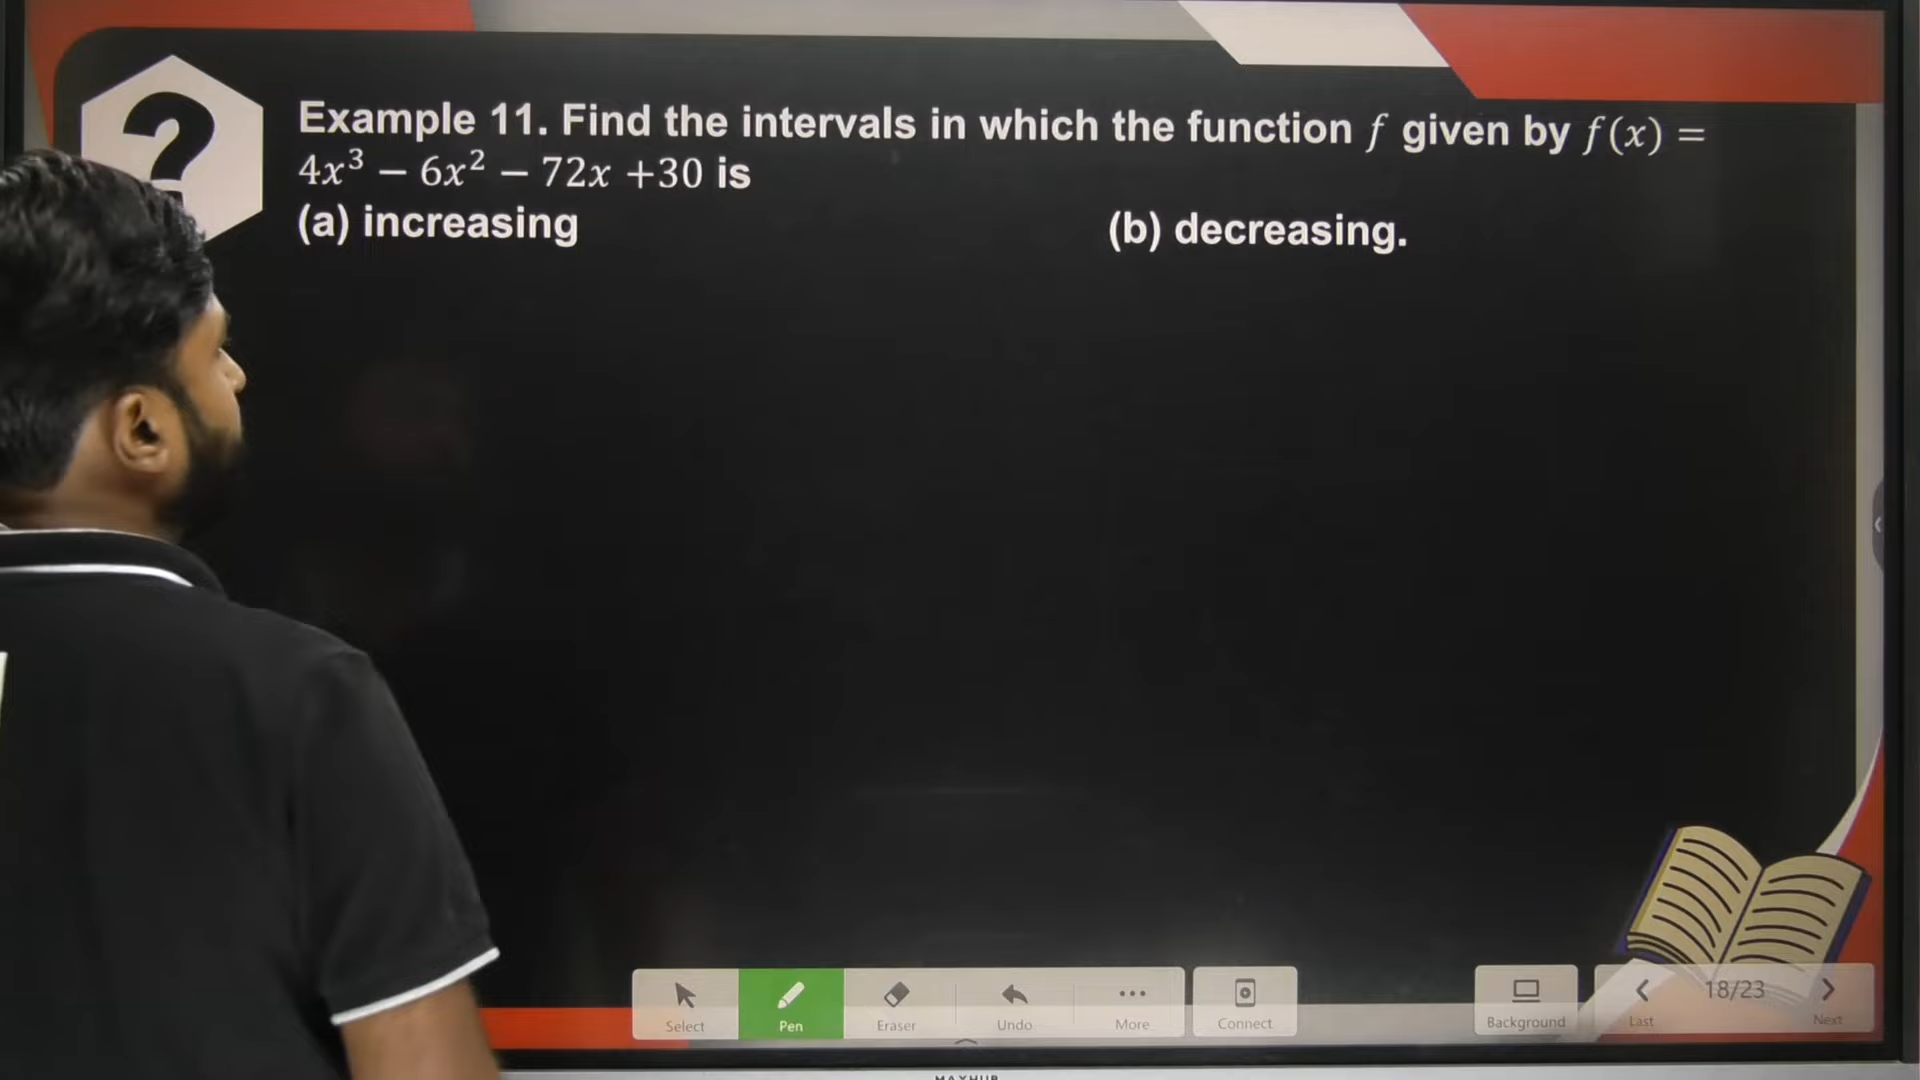 ?
Example 11. Find the intervals in which the function f given by f(x) =
4x³ – 6x² – 72x +30 is
(a) increasing (b) decreasing.
Select Pen Eraser Undo More Connect Background Last 18/23 Next
MAXHUB